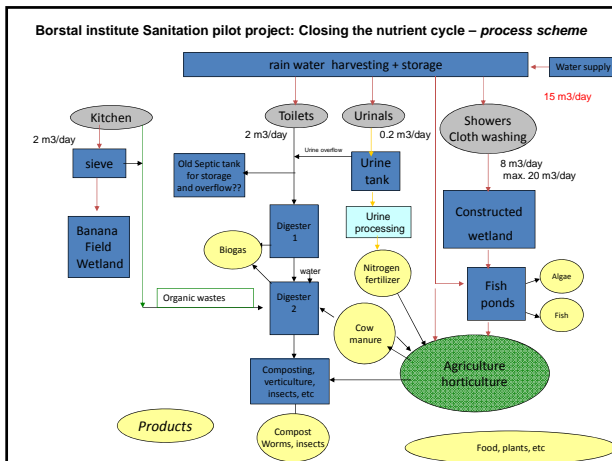 Borstal institute Sanitation pilot project: Closing the nutrient cycle – process scheme
rain water harvesting + storage
Water supply
15 m3/day
Kitchen
Toilets
Urinals
Showers
Cloth washing
2 m3/day
2 m3/day
0.2 m3/day
8 m3/day
max. 20 m3/day
sieve
Old Septic tank
for storage
and overflow??
Urine overflow
Urine
tank
Constructed
wetland
Banana
Field
Wetland
Digester
1
Urine
processing
Biogas
water
Nitrogen
fertilizer
Fish
ponds
Algae
Fish
Organic wastes
Digester
2
Cow
manure
Agriculture
horticulture
Composting,
verticulture,
insects, etc
Products
Compost
Worms, insects
Food, plants, etc